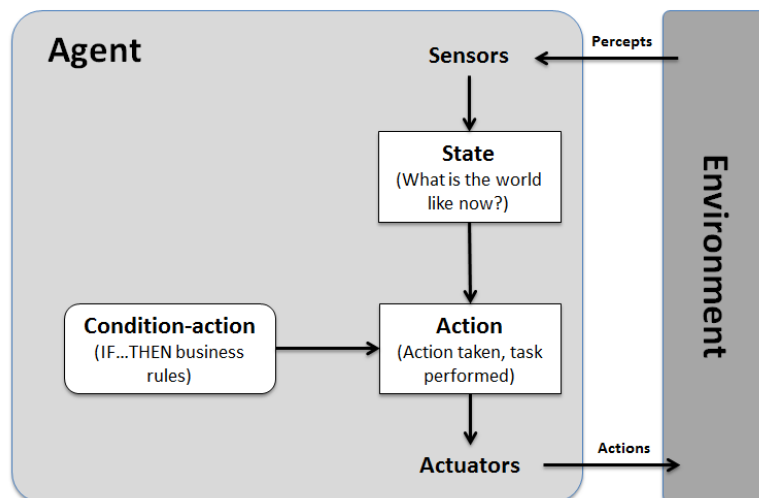 Agent
Sensors
Percepts
State
(What is the world
like now?)
Environment
Condition-action
(IF...THEN business
rules)
Action
(Action taken, task
performed)
Actuators
Actions